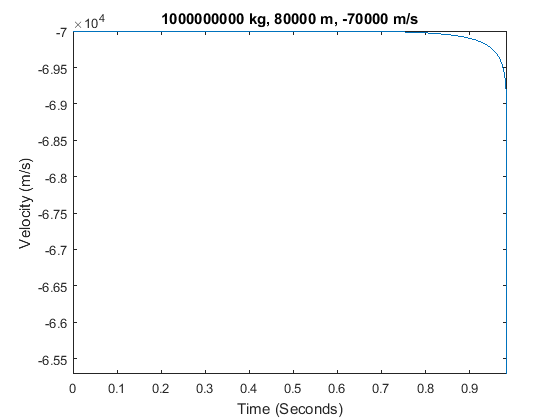 1000000000 kg, 80000 m, -70000 m/s
×10⁴
-7
-6.95
-6.9
-6.85
-6.8
-6.75
-6.7
-6.65
-6.6
-6.55
Velocity (m/s)
0 0.1 0.2 0.3 0.4 0.5 0.6 0.7 0.8 0.9
Time (Seconds)